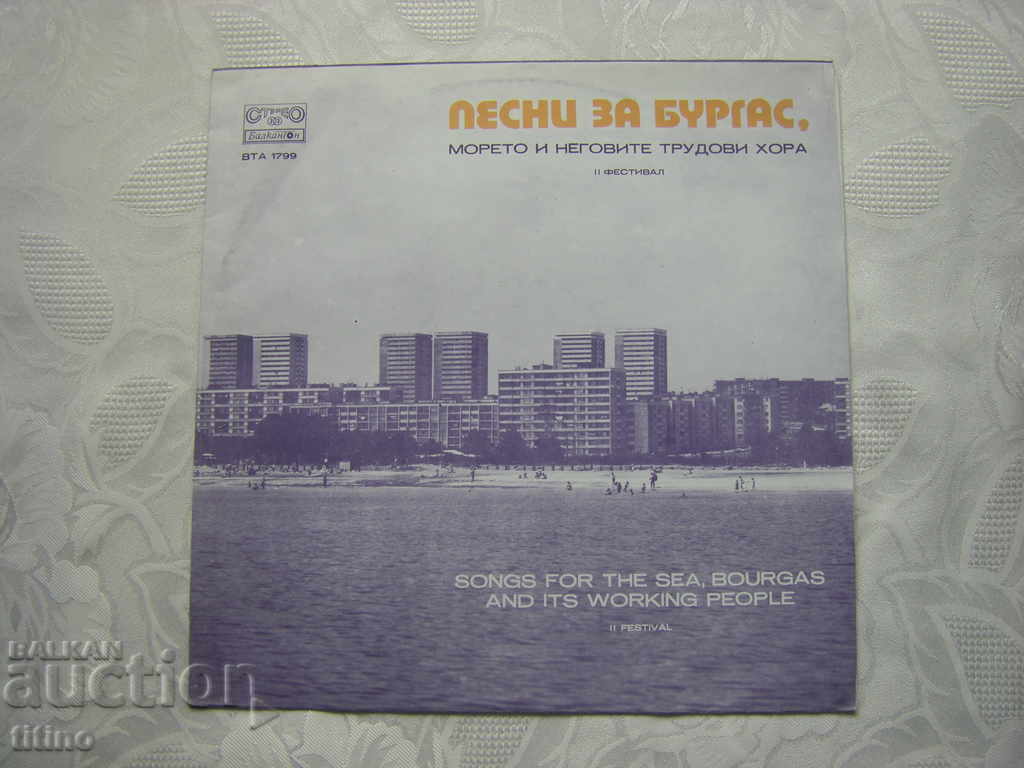 СТЕРЕО
Балкантон
ВТА 1799
ПЕСНИ ЗА БУРГАС,
МОРЕТО И НЕГОВИТЕ ТРУДОВИ ХОРА
II ФЕСТИВАЛ
SONGS FOR THE SEA, BOURGAS
AND ITS WORKING PEOPLE
II FESTIVAL
BALKAN
auction
titino